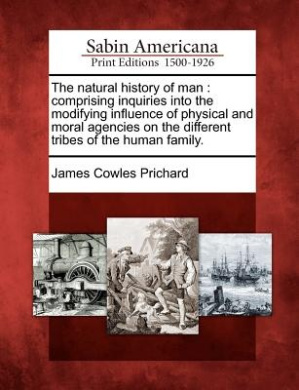 Sabin Americana
Print Editions 1500-1926
The natural history of man :
comprising inquiries into the
modifying influence of physical and
moral agencies on the different
tribes of the human family.
James Cowles Prichard